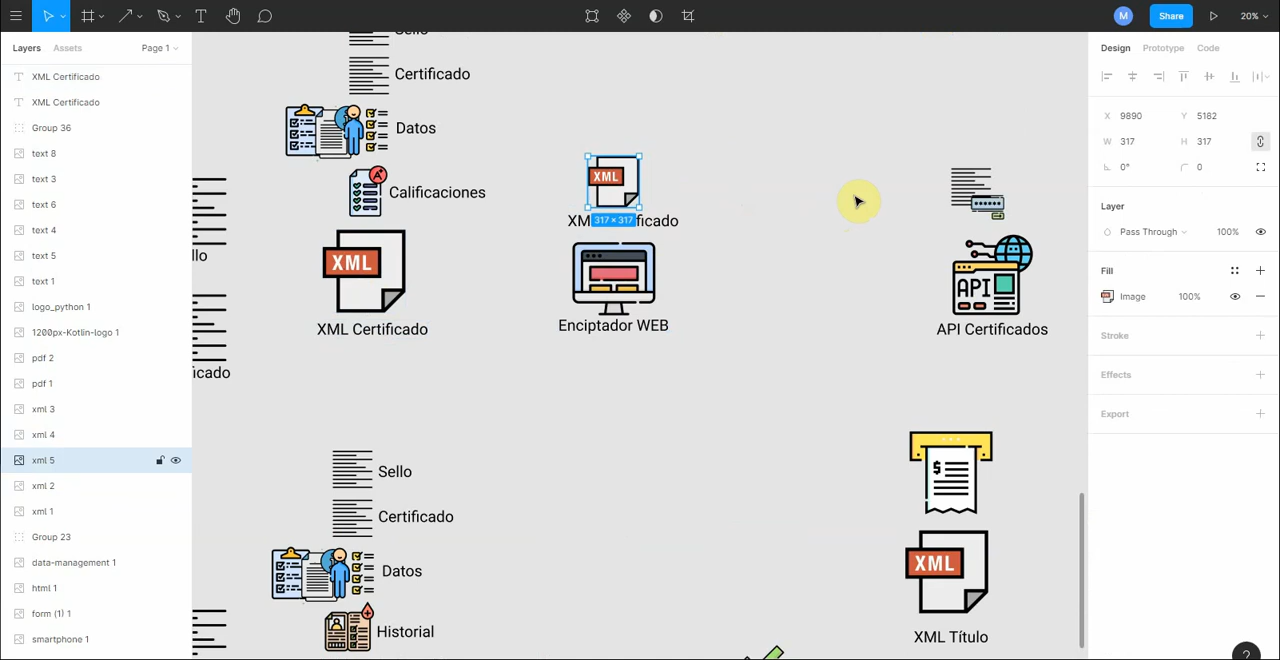 M
Share
20%
Layers
Assets
Page 1
XML Certificado
XML Certificado
Group 36
text 8
text 3
text 6
text 4
text 5
text 1
logo_python 1
1200px-Kotlin-logo 1
pdf 2
pdf 1
xml 3
xml 4
xml 5
xml 2
xml 1
Group 23
data-management 1
html 1
form (1) 1
smartphone 1
Sello
Certificado
Datos
A+
Calificaciones
XML
XML Certificado
llo
ificado
XML
XM
317 × 317
ficado
Enciptador WEB
API
API Certificados
Sello
Certificado
Datos
Historial
$
XML
XML Título
Design
Prototype
Code
X 9890
Y 5182
W 317
H 317
0°
0
Layer
Pass Through
100%
Fill
Image
100%
Stroke
Effects
Export
?